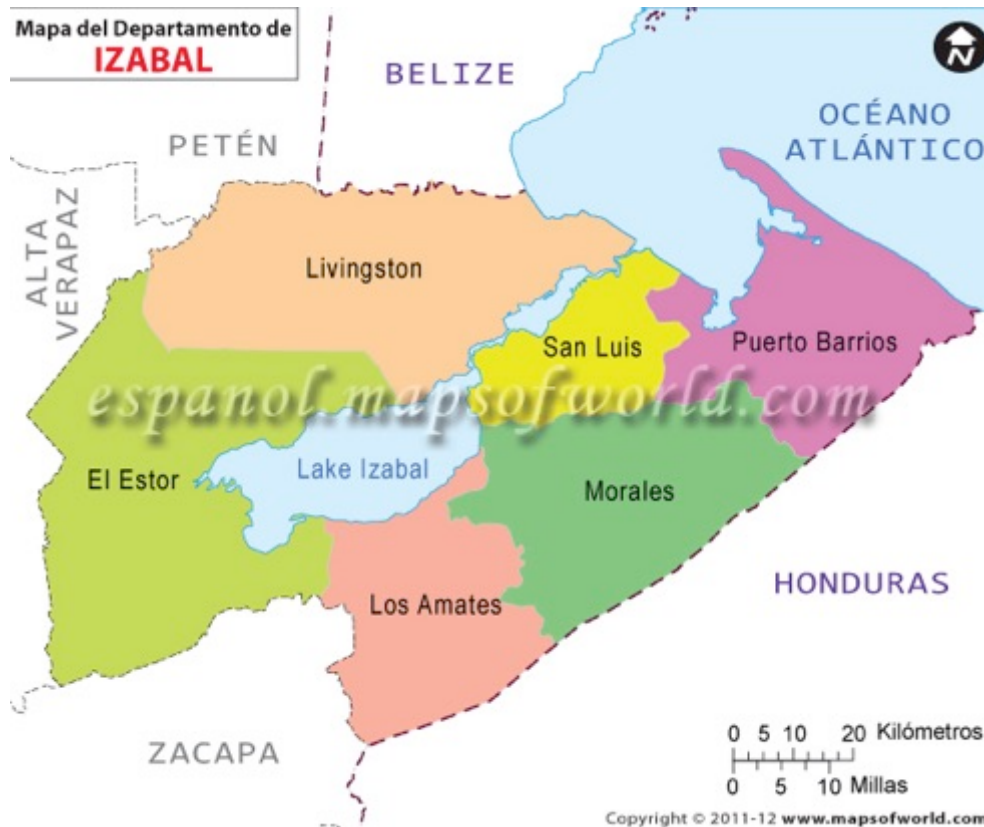 Mapa del Departamento de
IZABAL
BELIZE
N
OCÉANO
ATLÁNTICO
PETÉN
ALTA
VERAPAZ
Livingston
San Luis
Puerto Barrios
espanol.mapsofworld.com
Lake Izabal
El Estor
Morales
HONDURAS
Los Amates
ZACAPA
0 5 10 20 Kilómetros
0 5 10 Millas
Copyright © 2011-12 www.mapsofworld.com